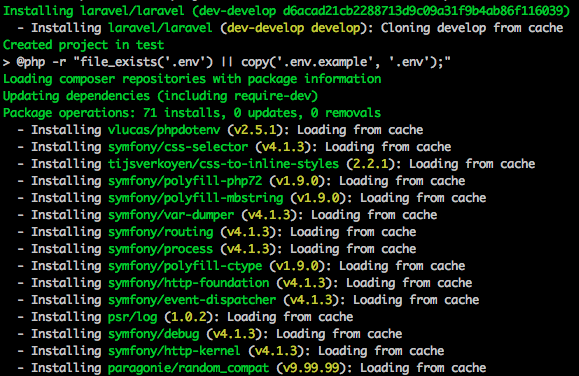 Installing laravel/laravel (dev-develop d6acad21cb2288713d9c09a31f9b4ab86f116039)
  - Installing laravel/laravel (dev-develop develop): Cloning develop from cache
Created project in test
> @php -r "file_exists('.env') || copy('.env.example', '.env');"
Loading composer repositories with package information
Updating dependencies (including require-dev)
Package operations: 71 installs, 0 updates, 0 removals
  - Installing vlucas/phpdotenv (v2.5.1): Loading from cache
  - Installing symfony/css-selector (v4.1.3): Loading from cache
  - Installing tijsverkoyen/css-to-inline-styles (2.2.1): Loading from cache
  - Installing symfony/polyfill-php72 (v1.9.0): Loading from cache
  - Installing symfony/polyfill-mbstring (v1.9.0): Loading from cache
  - Installing symfony/var-dumper (v4.1.3): Loading from cache
  - Installing symfony/routing (v4.1.3): Loading from cache
  - Installing symfony/process (v4.1.3): Loading from cache
  - Installing symfony/polyfill-ctype (v1.9.0): Loading from cache
  - Installing symfony/http-foundation (v4.1.3): Loading from cache
  - Installing symfony/event-dispatcher (v4.1.3): Loading from cache
  - Installing psr/log (1.0.2): Loading from cache
  - Installing symfony/debug (v4.1.3): Loading from cache
  - Installing symfony/http-kernel (v4.1.3): Loading from cache
  - Installing paragonie/random_compat (v9.99.99): Loading from cache